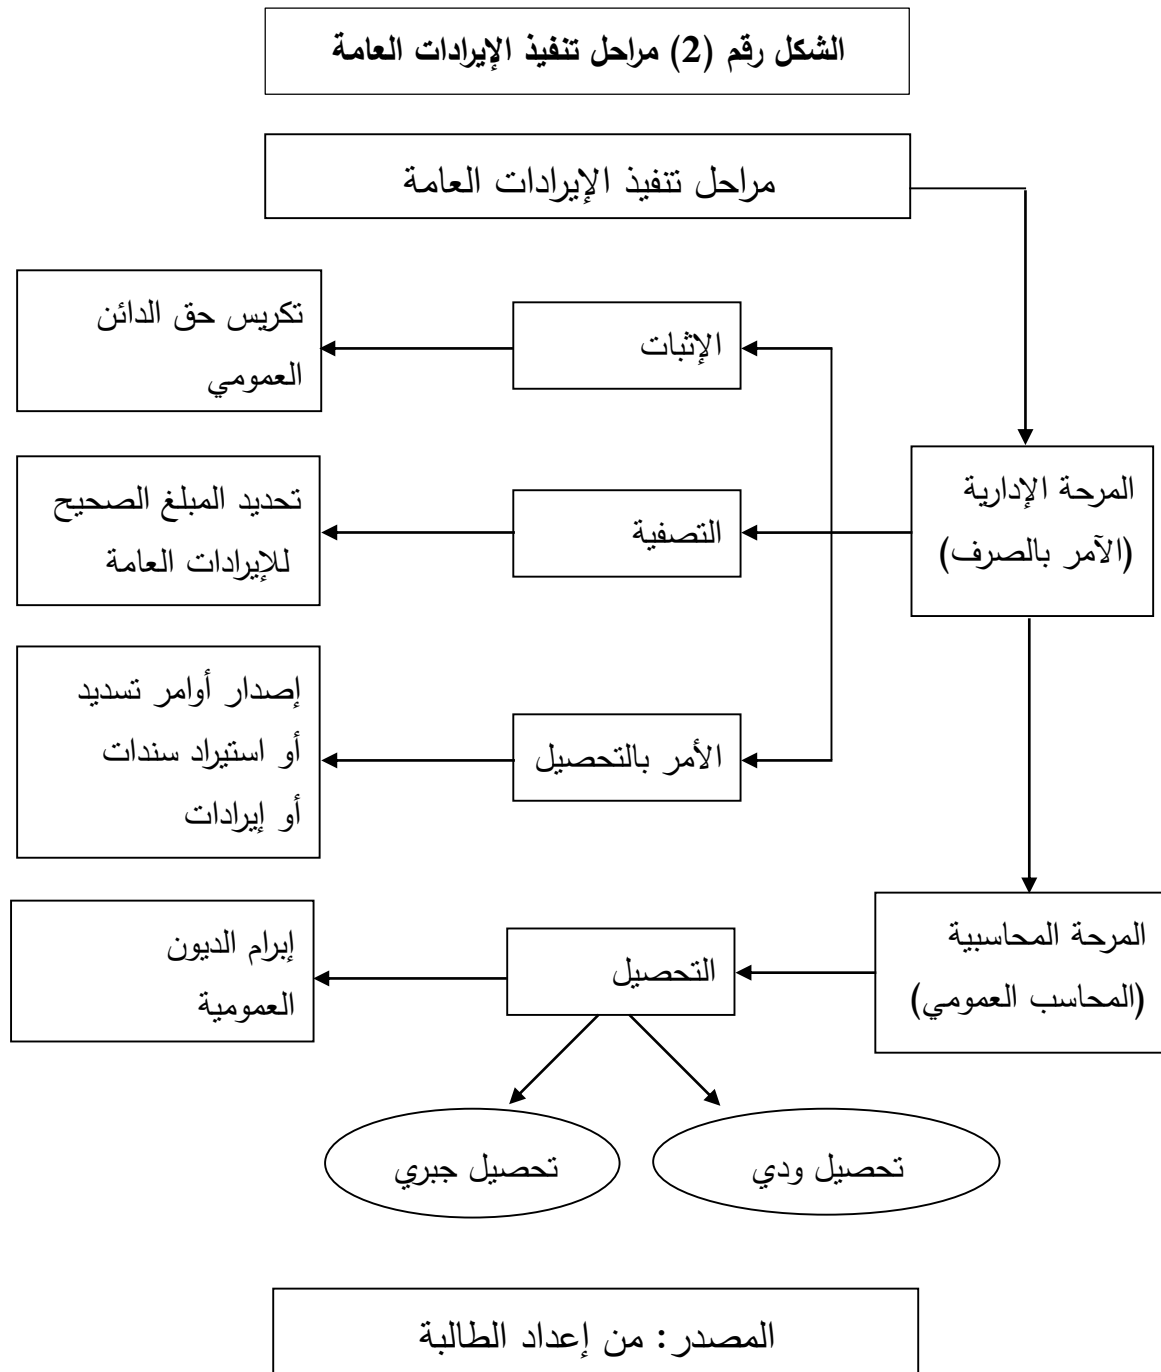 الشكل رقم (2) مراحل تنفيذ الإيرادات العامة
مراحل تنفيذ الإيرادات العامة
المرحة الإدارية
(الآمر بالصرف)
الإثبات
تكريس حق الدائن
العمومي
التصفية
تحديد المبلغ الصحيح
للإيرادات العامة
الأمر بالتحصيل
إصدار أوامر تسديد
أو استيراد سندات
أو إيرادات
المرحة المحاسبية
(المحاسب العمومي)
التحصيل
إبرام الديون
العمومية
تحصيل ودي
تحصيل جبري
المصدر: من إعداد الطالبة